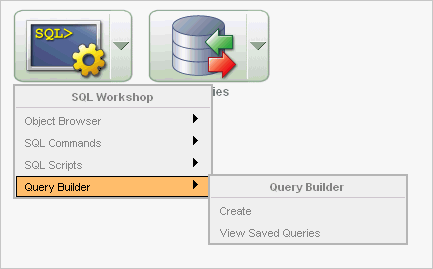 SQL>
ies
SQL Workshop
Object Browser
SQL Commands
SQL Scripts
Query Builder
Query Builder
Create
View Saved Queries